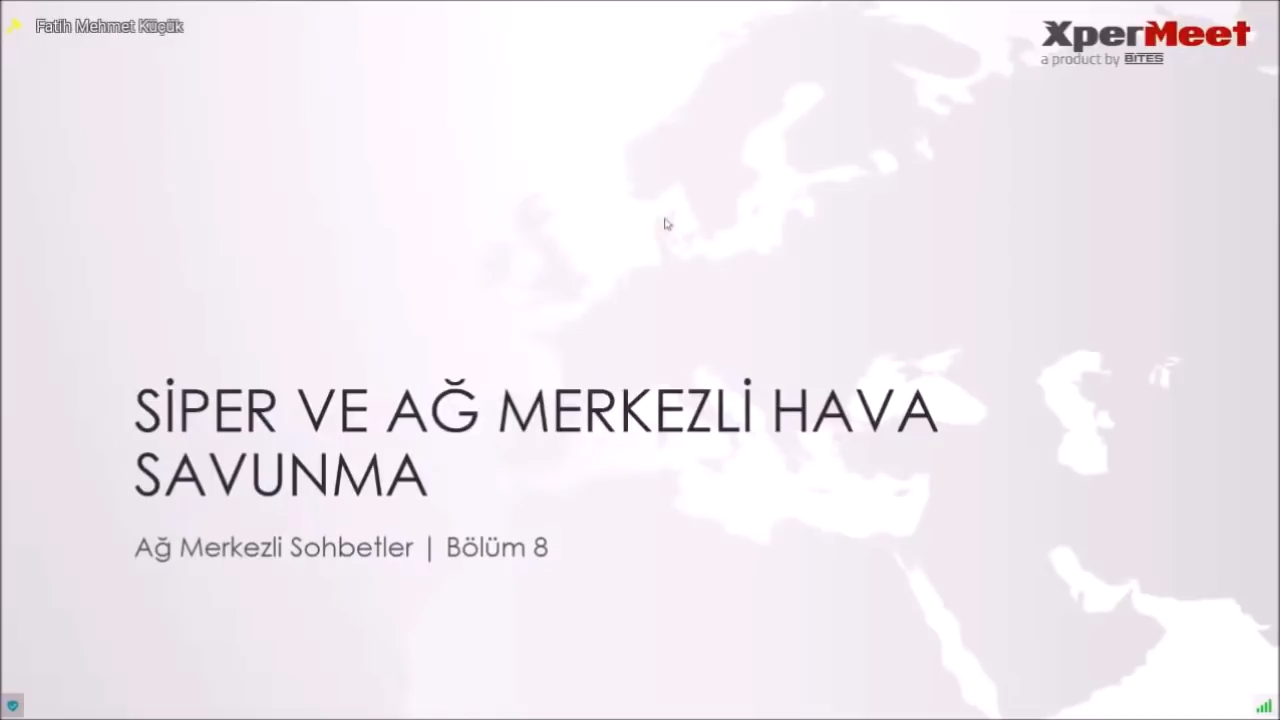 Fatih Mehmet Küçük
XperMeet
a product by BITES
SİPER VE AĞ MERKEZLİ HAVA
SAVUNMA
Ağ Merkezli Sohbetler | Bölüm 8